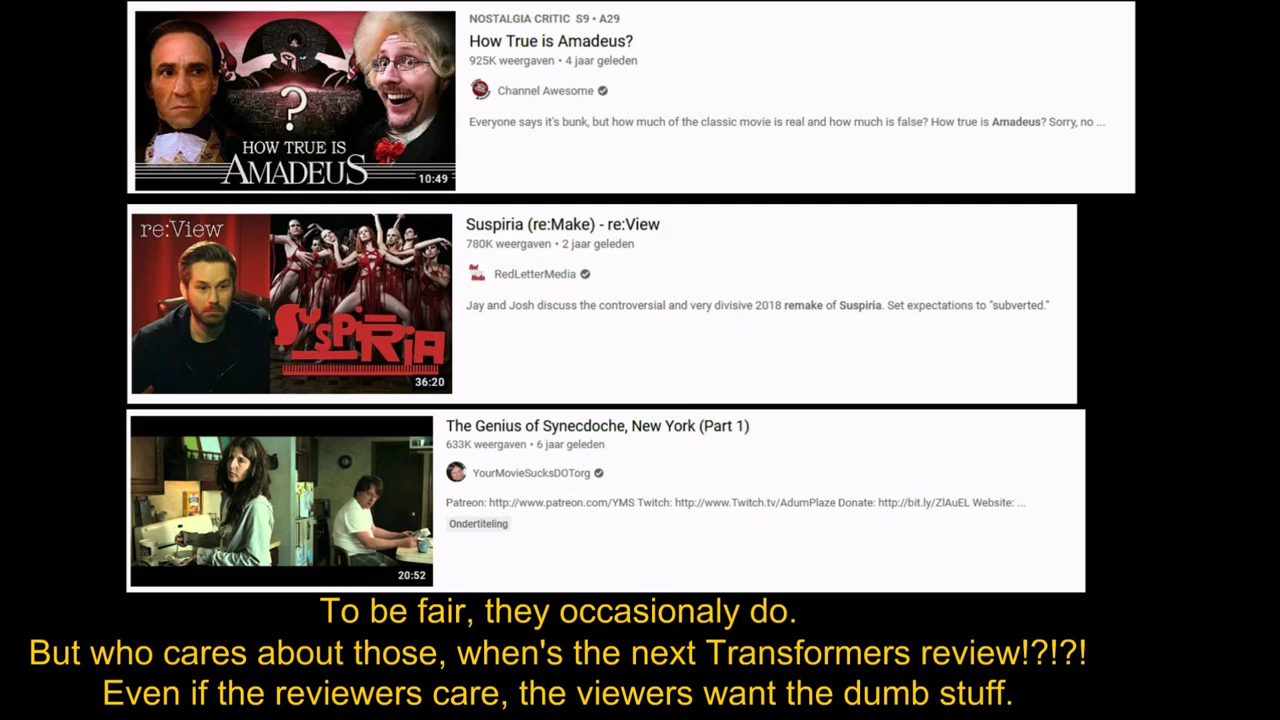 NOSTALGIA CRITIC S9 • A29
How True is Amadeus?
925K weergaven • 4 jaar geleden
Channel Awesome
Everyone says it's bunk, but how much of the classic movie is real and how much is false? How true is Amadeus? Sorry, no ...
?
HOW TRUE IS
AMADEUS
10:49
re:View
SUSPiRiA
36:20
Suspiria (re:Make) - re:View
780K weergaven • 2 jaar geleden
Red Letter Media
RedLetterMedia
Jay and Josh discuss the controversial and very divisive 2018 remake of Suspiria. Set expectations to "subverted."
20:52
The Genius of Synecdoche, New York (Part 1)
633K weergaven • 6 jaar geleden
YourMovieSucksDOTorg
Patreon: http://www.patreon.com/YMS Twitch: http://www.Twitch.tv/AdumPlaze Donate: http://bit.ly/ZlAuEL Website: ...
Ondertiteling
To be fair, they occasionaly do.
But who cares about those, when's the next Transformers review!?!?!
Even if the reviewers care, the viewers want the dumb stuff.